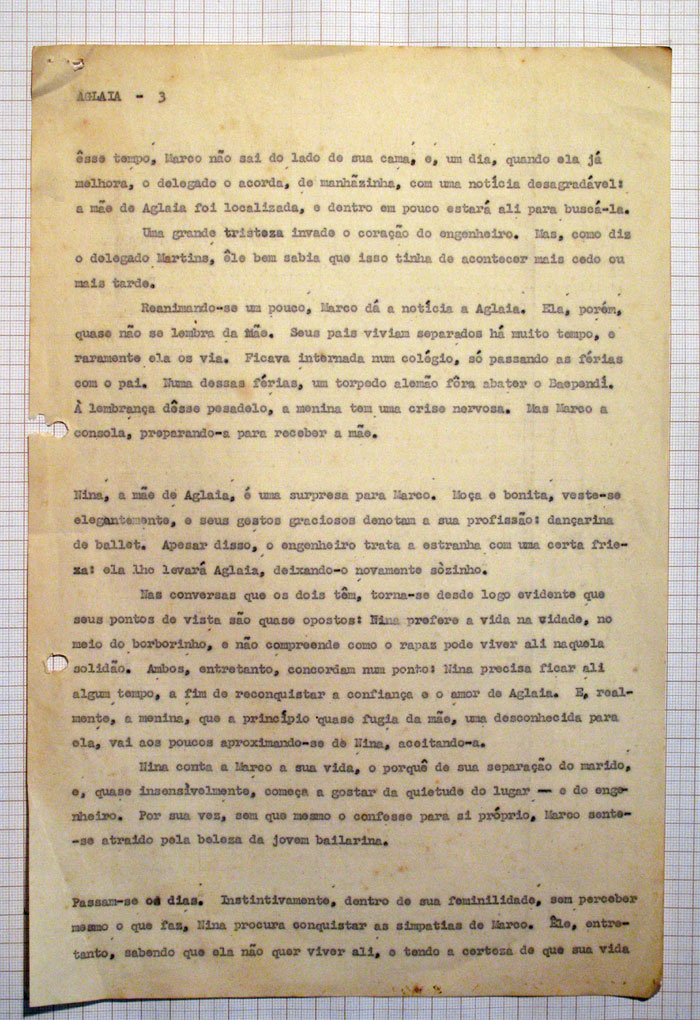 AGLAIA - 3
êsse tempo, Marco não sai do lado de sua cama, e, um dia, quando ela já
melhora, o delegado o acorda, de manhãzinha, com uma notícia desagradável:
a mãe de Aglaia foi localizada, e dentro em pouco estará ali para buscá-la.
Uma grande tristeza invade o coração do engenheiro. Mas, como diz
o delegado Martins, êle bem sabia que isso tinha de acontecer mais cedo ou
mais tarde.
Reanimando-se um pouco, Marco dá a notícia a Aglaia. Ela, porém,
quase não se lembra da mãe. Seus pais viviam separados há muito tempo, e
raramente ela os via. Ficava internada num colégio, só passando as férias
com o pai. Numa dessas férias, um torpedo alemão fôra abater o Baependi.
À lembrança dêsse pesadelo, a menina tem uma crise nervosa. Mas Marco a
consola, preparando-a para receber a mãe.
Nina, a mãe de Aglaia, é uma surpresa para Marco. Moça e bonita, veste-se
elegantemente, e seus gestos graciosos denotam a sua profissão: dançarina
de ballet. Apesar disso, o engenheiro trata a estranha com uma certa frie-
za: ela lho levará Aglaia, deixando-o novamente sòzinho.
Nas conversas que os dois têm, torna-se desde logo evidente que
seus pontos de vista são quase opostos: Nina prefere a vida na cidade, no
meio do borborinho, e não compreende como o rapaz pode viver ali naquela
solidão. Ambos, entretanto, concordam num ponto: Nina precisa ficar ali
algum tempo, a fim de reconquistar a confiança e o amor de Aglaia. E, real-
mente, a menina, que a princípio quase fugia da mãe, uma desconhecida para
ela, vai aos poucos aproximando-se de Nina, aceitando-a.
Nina conta a Marco a sua vida, o porquê de sua separação do marido,
e, quase insensivelmente, começa a gostar da quietude do lugar — e do enge-
nheiro. Por sua vez, sem que mesmo o confesse para si próprio, Marco sente-
-se atraido pela beleza da jovem bailarina.
Passam-se os dias. Instintivamente, dentro de sua feminilidade, sem perceber
mesmo o que faz, Nina procura conquistar as simpatias de Marco. Êle, entre-
tanto, sabendo que ela não quer viver ali, e tendo a certeza de que sua vida